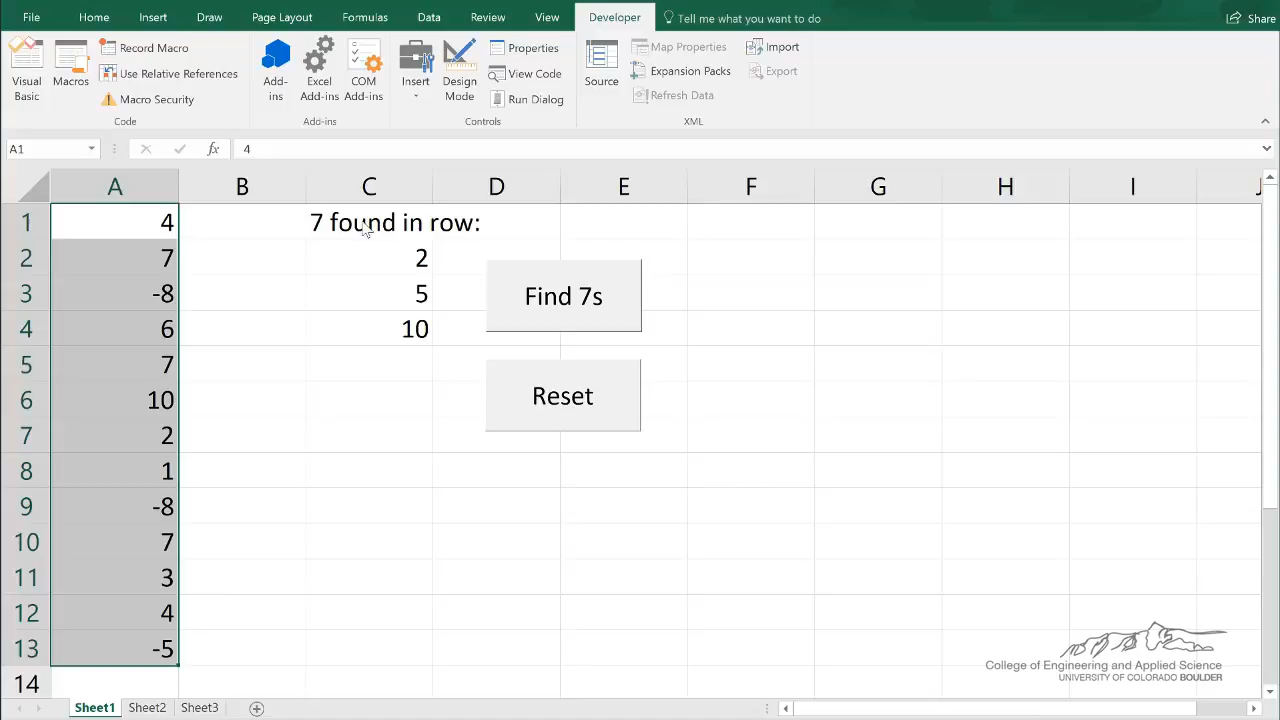 File Home Insert Draw Page Layout Formulas Data Review View Developer Tell me what you want to do Share
Visual Basic
Macros
Record Macro
Use Relative References
Macro Security
Code
Add-ins
Excel Add-ins
COM Add-ins
Add-ins
Insert
Design Mode
Properties
View Code
Run Dialog
Controls
Source
Map Properties
Expansion Packs
Refresh Data
Import
Export
XML
A1 fx 4
A B C D E F G H I J
1 4 7 found in row:
2 7 2
3 -8 5
Find 7s
4 6 10
5 7
Reset
6 10
7 2
8 1
9 -8
10 7
11 3
12 4
13 -5
14
College of Engineering and Applied Science
UNIVERSITY OF COLORADO BOULDER
Sheet1 Sheet2 Sheet3